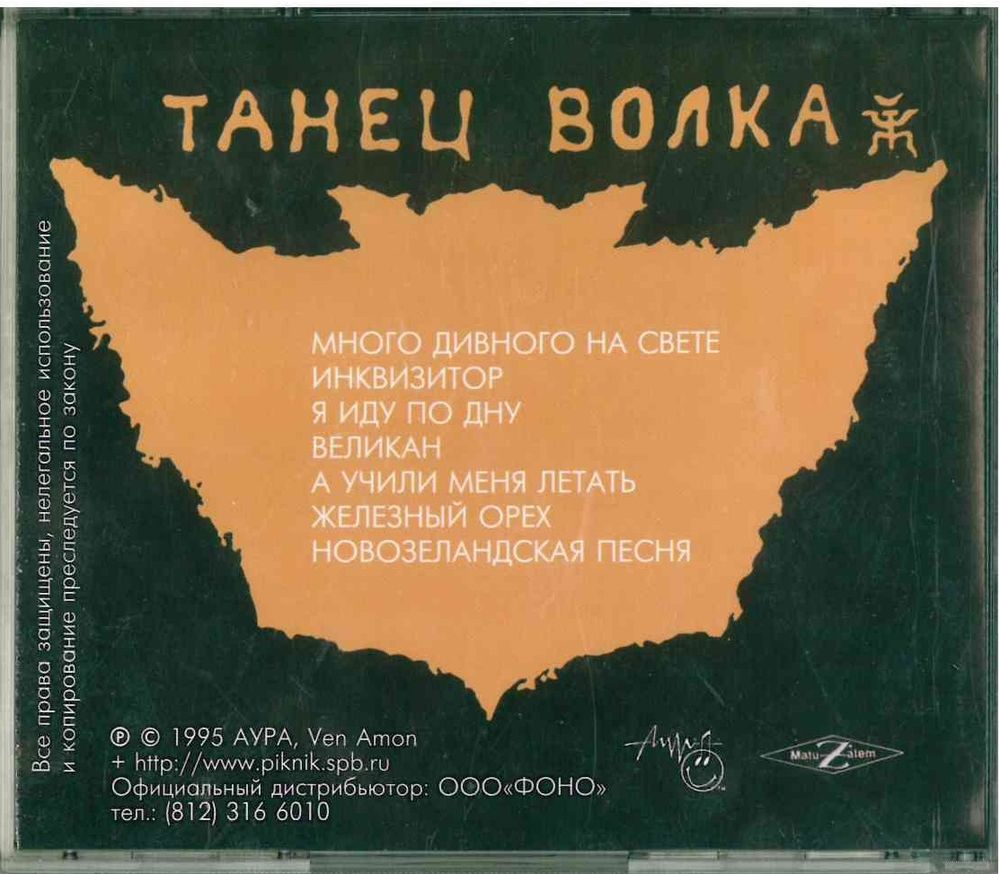 ТАНЕЦ ВОЛКА
МНОГО ДИВНОГО НА СВЕТЕ
ИНКВИЗИТОР
Я ИДУ ПО ДНУ
ВЕЛИКАН
А УЧИЛИ МЕНЯ ЛЕТАТЬ
ЖЕЛЕЗНЫЙ ОРЕХ
НОВОЗЕЛАНДСКАЯ ПЕСНЯ
Все права защищены, нелегальное использование
и копирование преследуется по закону
℗ © 1995 АУРА, Ven Amon
+ http://www.piknik.spb.ru
Официальный дистрибьютор: ООО«ФОНО»
тел.: (812) 316 6010
Аура
MatuZalem